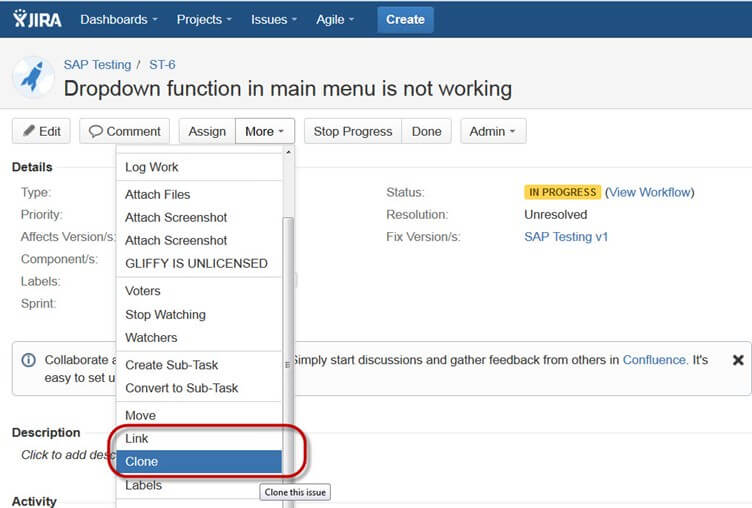 JIRA Dashboards Projects Issues Agile Create
SAP Testing / ST-6
Dropdown function in main menu is not working
Edit Comment Assign More Stop Progress Done Admin
Details
Log Work
Type:
Status: IN PROGRESS (View Workflow)
Attach Files
Priority:
Attach Screenshot
Resolution: Unresolved
Affects Version/s:
Attach Screenshot
Fix Version/s: SAP Testing v1
Component/s:
GLIFFY IS UNLICENSED
Labels:
Voters
Sprint:
Stop Watching
Watchers
Collaborate
Simply start discussions and gather feedback from others in Confluence. It's
easy to set
Create Sub-Task
Convert to Sub-Task
Move
Description
Link
Click to add
Clone
Labels
Clone this issue
Activity